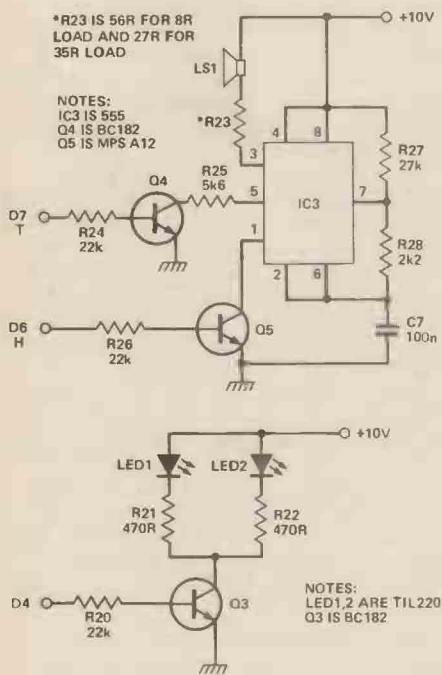 *R23 IS 56R FOR 8R
LOAD AND 27R FOR
35R LOAD
+10V
LS1
NOTES:
IC3 IS 555
Q4 IS BC182
Q5 IS MPS A12
*R23
4
8
R27
27k
3
Q4
R25
5k6
5
IC3
7
D7
T
R24
22k
1
R28
2k2
2
6
D6
H
R26
22k
Q5
C7
100n
+10V
LED1
LED2
R21
470R
R22
470R
D4
R20
22k
Q3
NOTES:
LED1,2 ARE TIL220
Q3 IS BC182